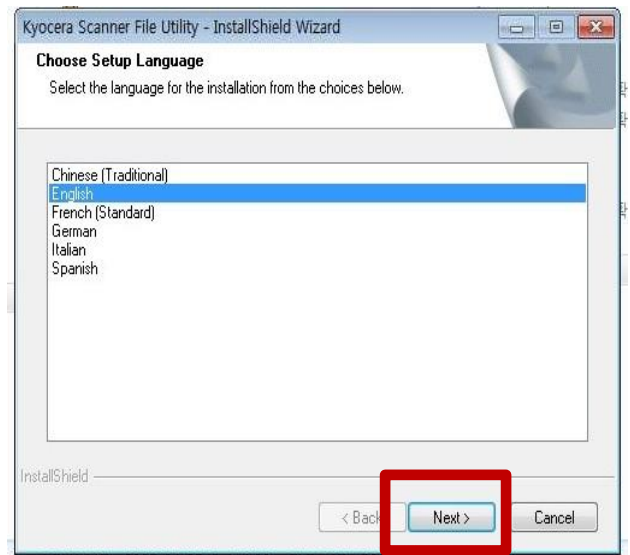 Kyocera Scanner File Utility - InstallShield Wizard
Choose Setup Language
Select the language for the installation from the choices below.
Chinese (Traditional)
English
French (Standard)
German
Italian
Spanish
InstallShield
< Back
Next >
Cancel